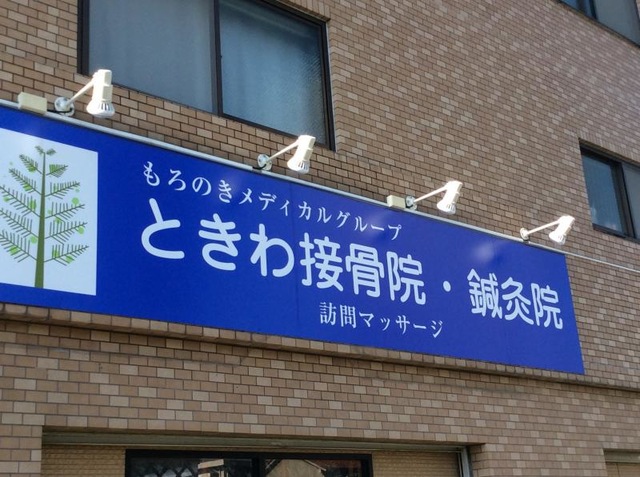 もろのきメディカルグループ
ときわ接骨院・鍼灸院
訪問マッサージ